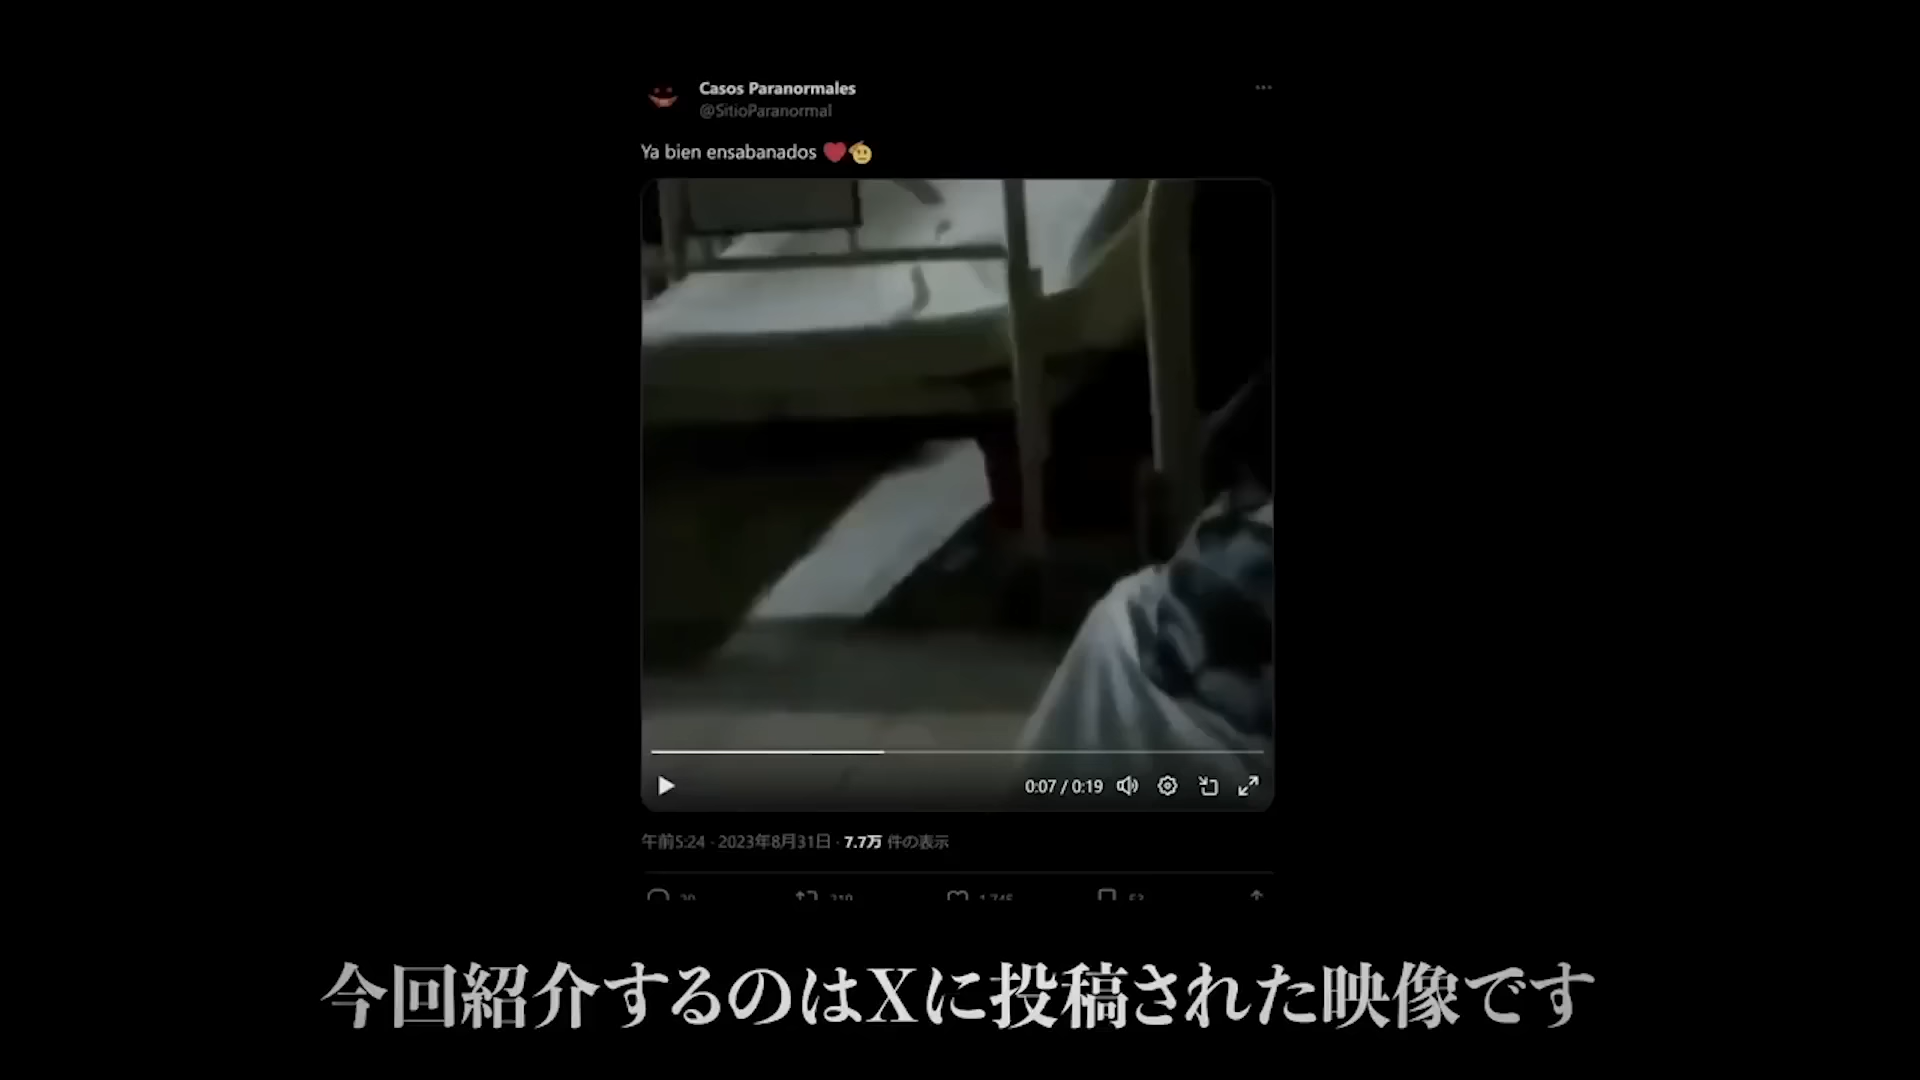 Casos Paranormales
@SitioParanormal
Ya bien ensabanados ❤️🫡
0:07 / 0:19
午前5:24 · 2023年8月31日 · 7.7万 件の表示
今回紹介するのはXに投稿された映像です